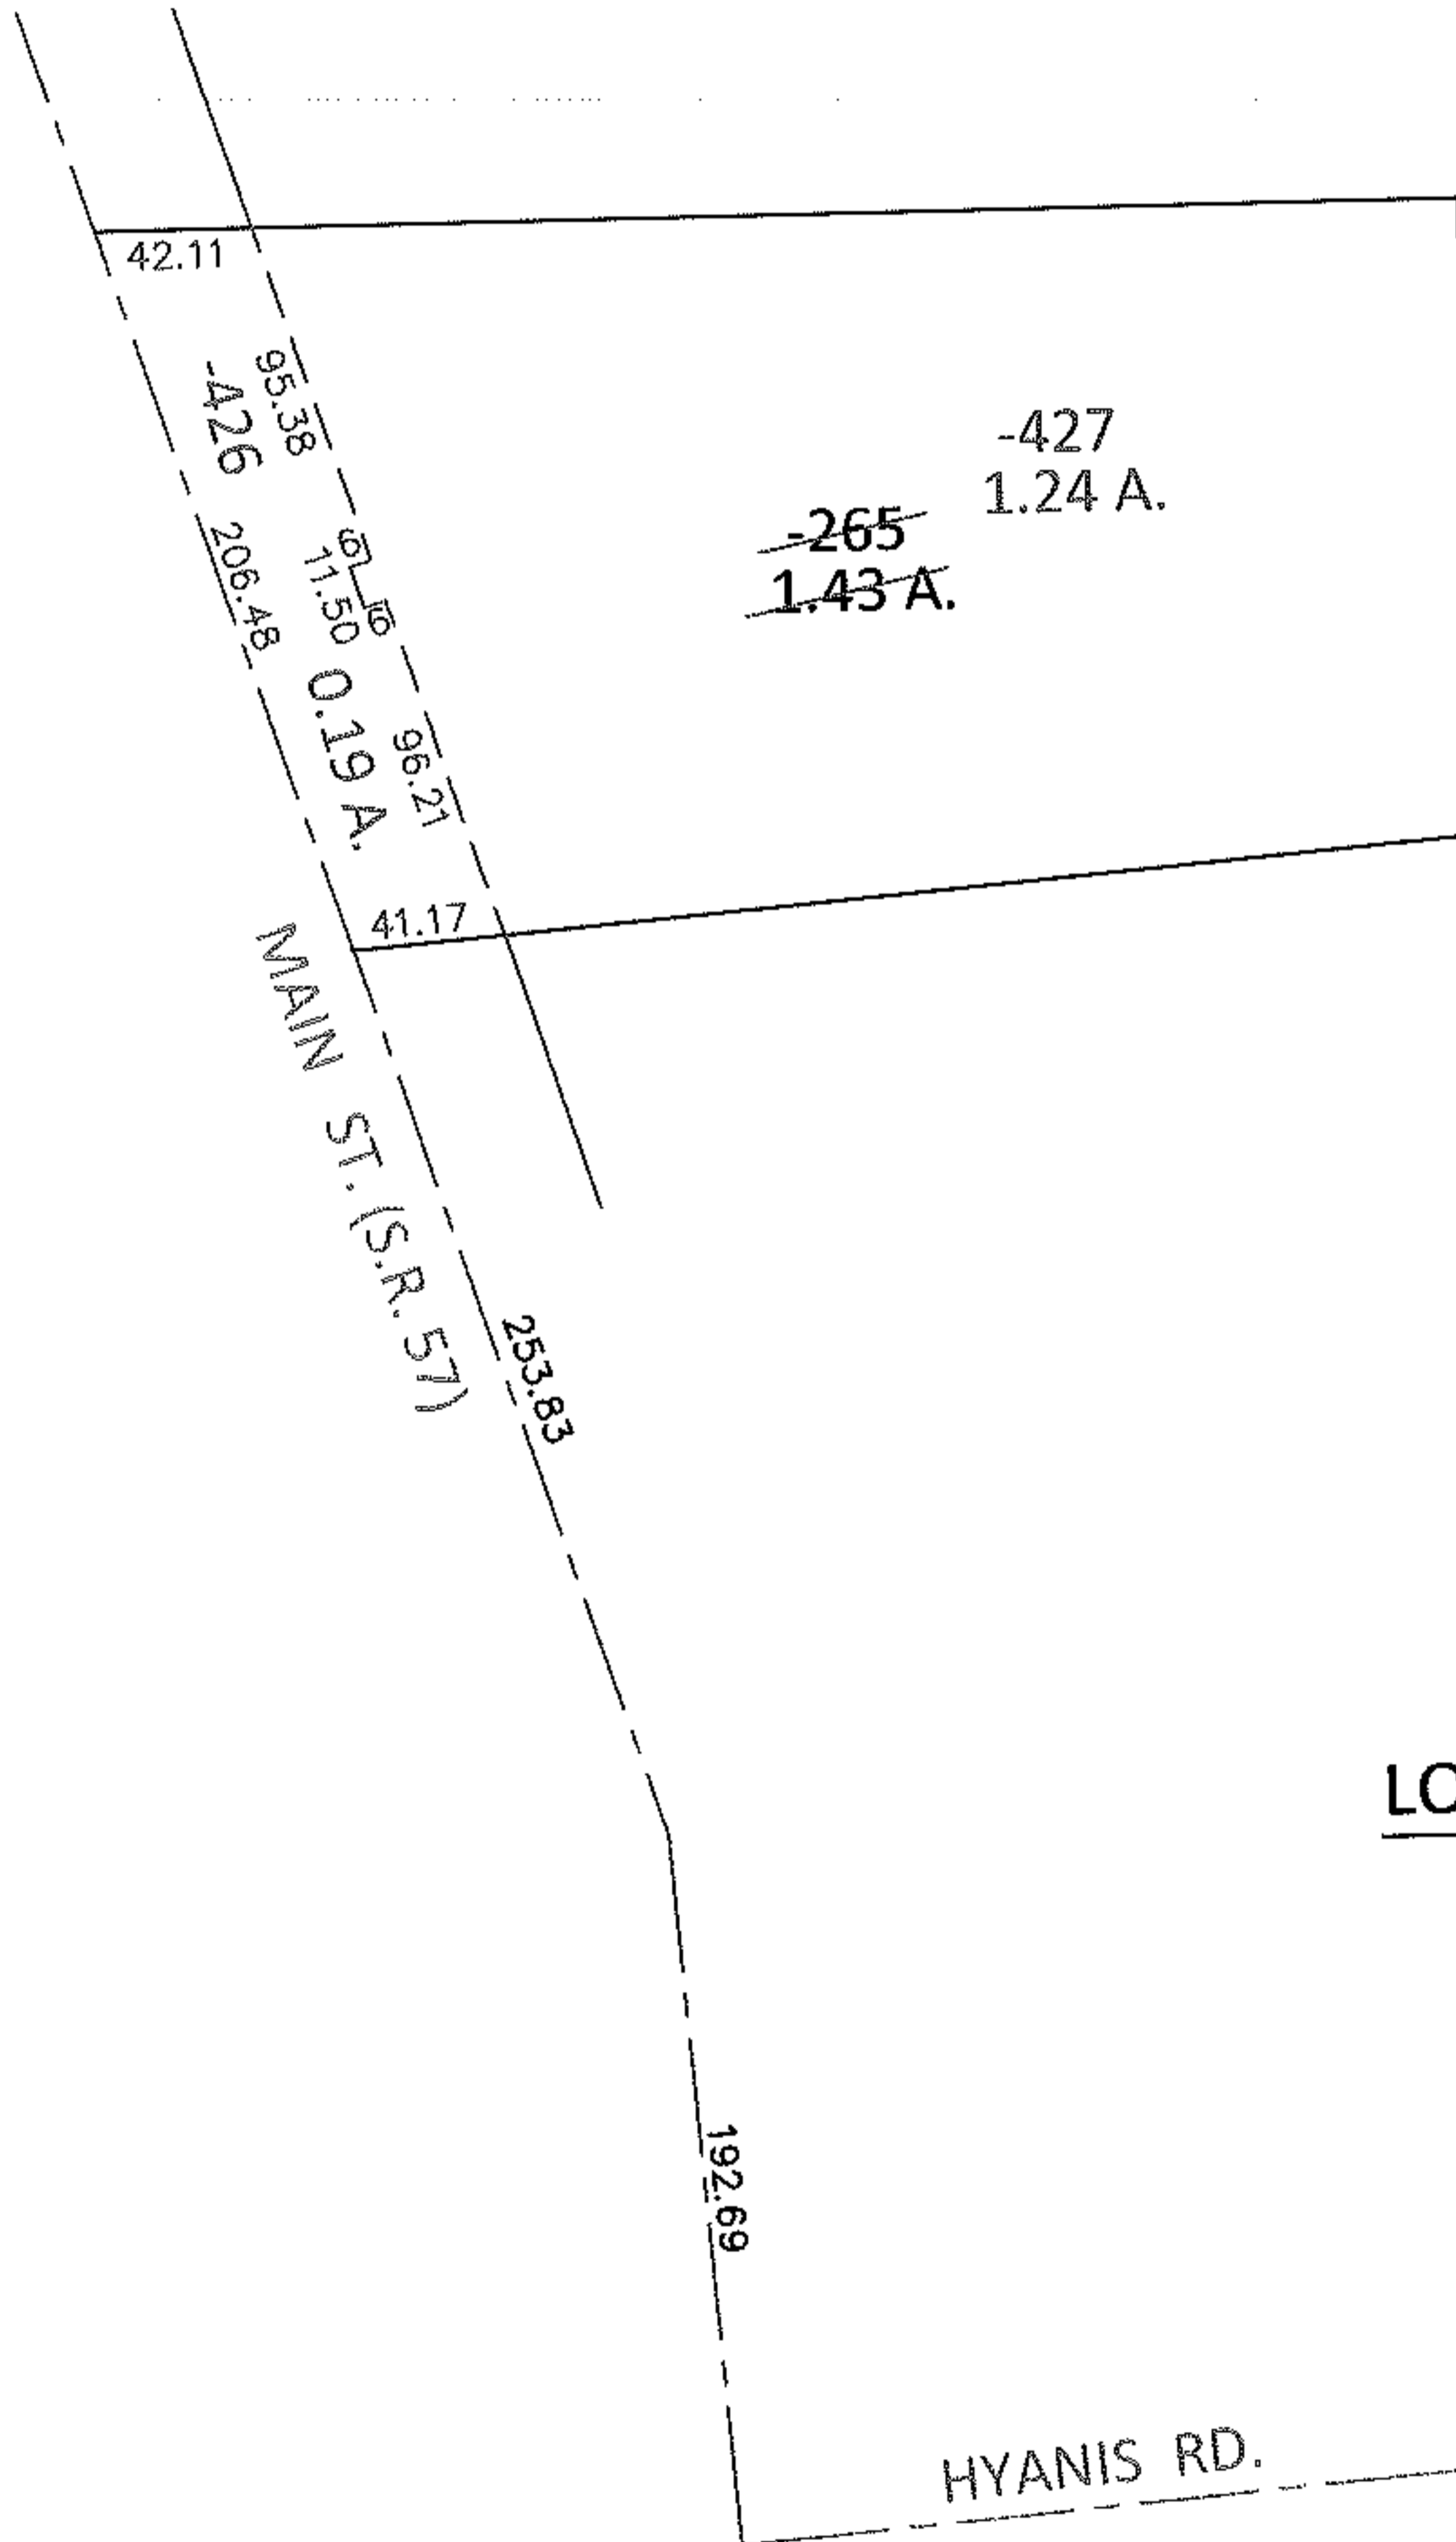 42.11
95.38
-426
-427
1.24 A.
-265
1.43 A.
206.48
6
11.50
6
0.19 A.
96.21
41.17
MAIN ST. (S.R. 57)
253.83
LO
192.69
HYANIS RD.